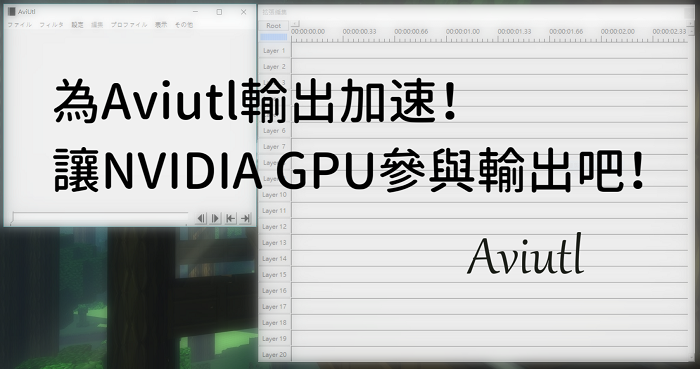 AviUtl
ファイル フィルタ 設定 編集 プロファイル 表示 その他
拡張編集
Root
00:00:00.00 00:00:00.33 00:00:00.66 00:00:01.00 00:00:01.33 00:00:01.66 00:00:02.00 00:00:02.33
Layer 1
Layer 2
為Aviutl輸出加速!
Layer 6
Layer 7
讓NVIDIA GPU參與輸出吧!
Layer 10
Layer 11
Layer 12
Layer 13
Aviutl
Layer 14
Layer 15
Layer 16
Layer 17
Layer 18
Layer 19
Layer 20